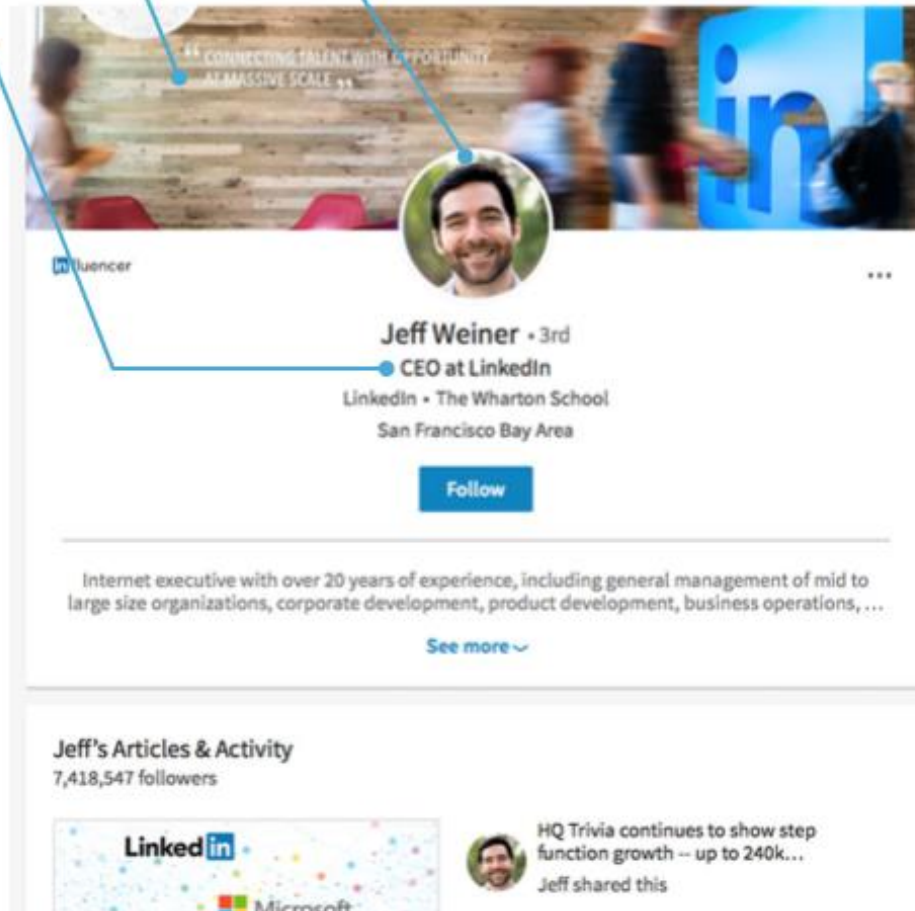 “ CONNECTING TALENT WITH OPPORTUNITY
AT MASSIVE SCALE ”
in
influencer
...
Jeff Weiner • 3rd
CEO at LinkedIn
LinkedIn • The Wharton School
San Francisco Bay Area
Follow
Internet executive with over 20 years of experience, including general management of mid to
large size organizations, corporate development, product development, business operations, ...
See more
Jeff's Articles & Activity
7,418,547 followers
Linked in
Microsoft
HQ Trivia continues to show step
function growth -- up to 240k...
Jeff shared this